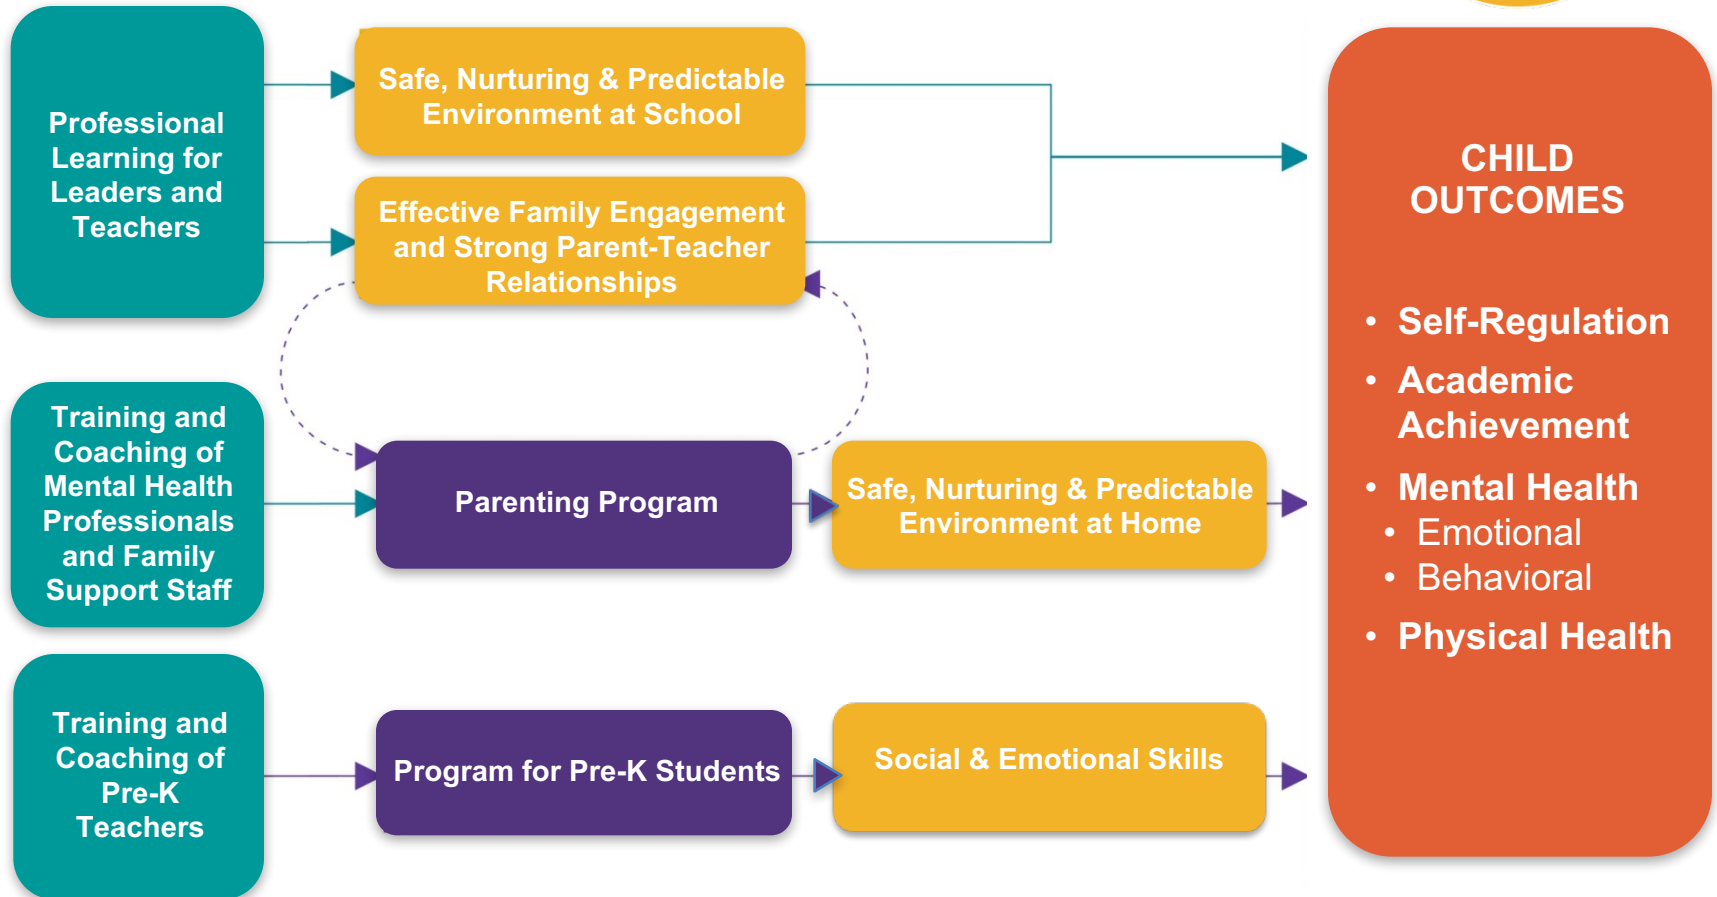 Professional
Learning for
Leaders and
Teachers
Safe, Nurturing & Predictable
Environment at School
Effective Family Engagement
and Strong Parent-Teacher
Relationships
Training and
Coaching of
Mental Health
Professionals
and Family
Support Staff
Parenting Program
Safe, Nurturing & Predictable
Environment at Home
Training and
Coaching of
Pre-K
Teachers
Program for Pre-K Students
Social & Emotional Skills
CHILD
OUTCOMES
• Self-Regulation
• Academic
Achievement
• Mental Health
• Emotional
• Behavioral
• Physical Health